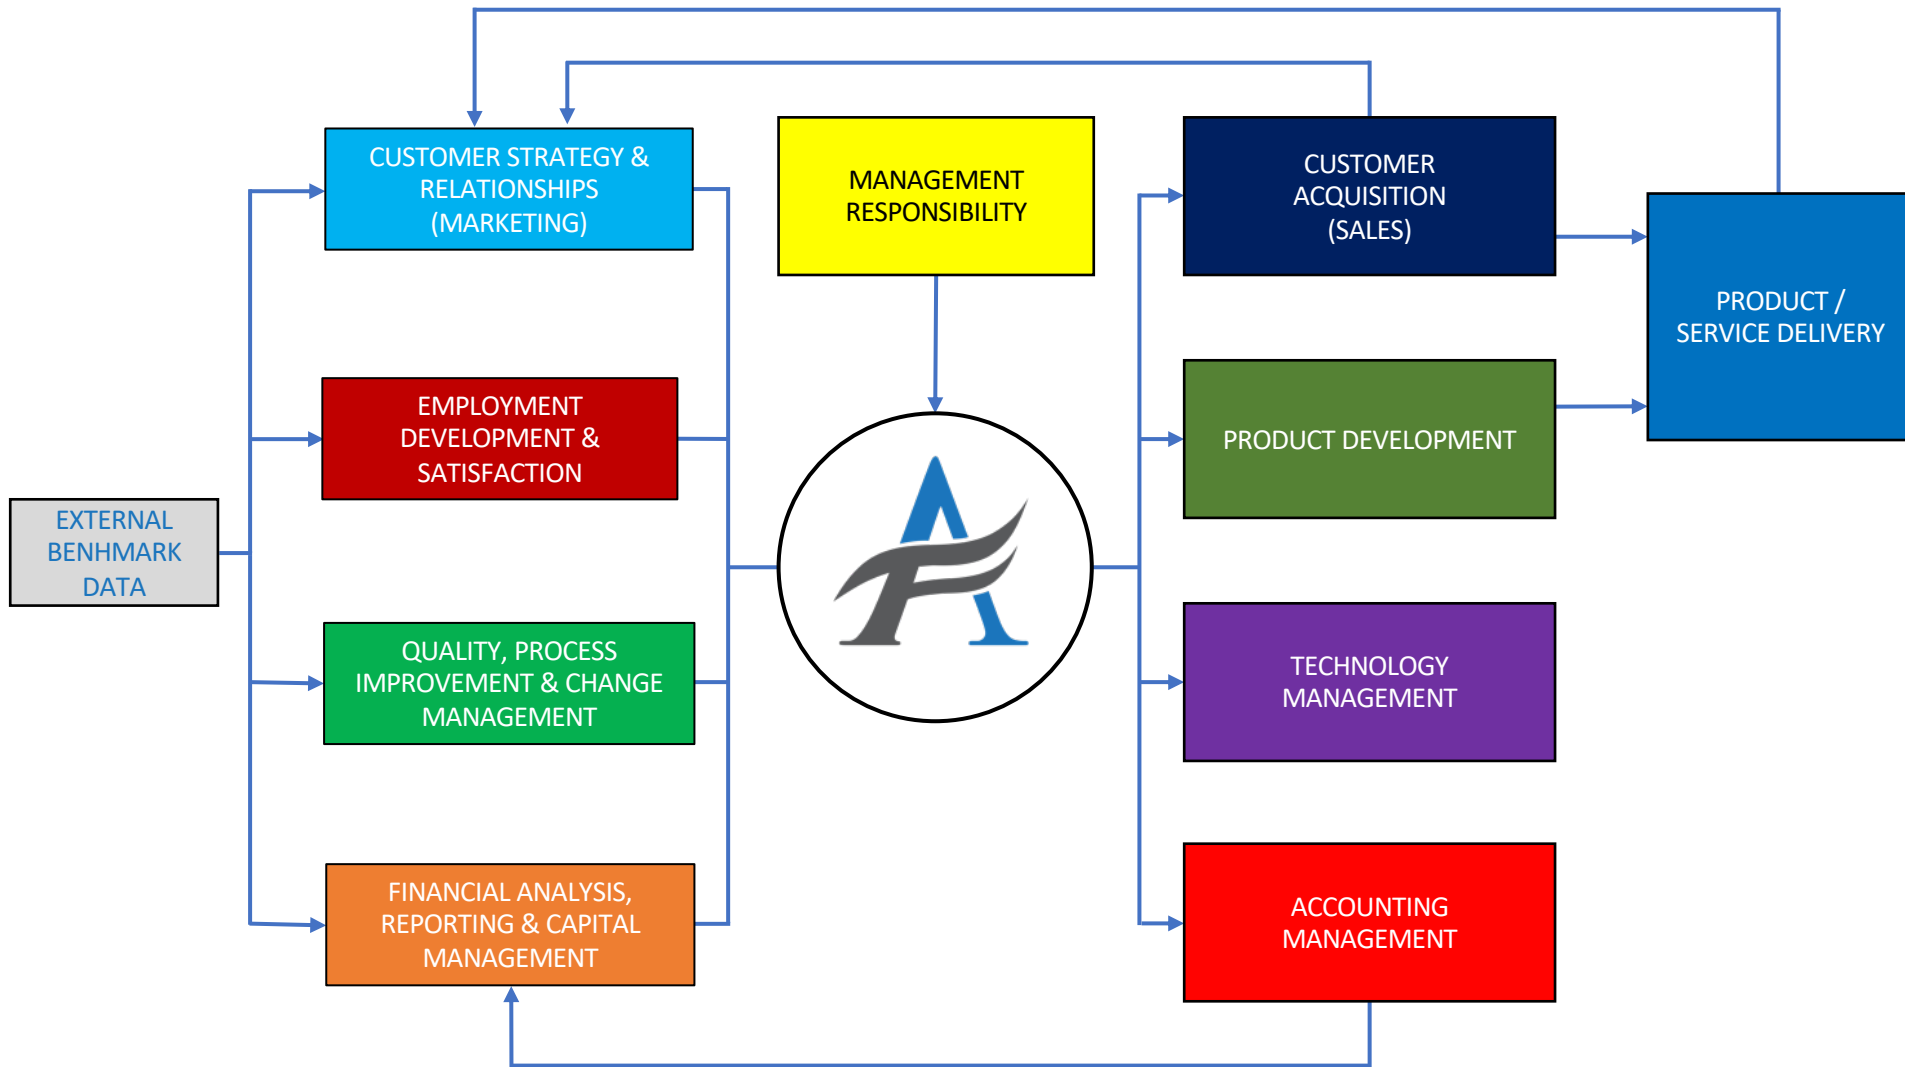 CUSTOMER STRATEGY &
RELATIONSHIPS
(MARKETING)
MANAGEMENT
RESPONSIBILITY
CUSTOMER
ACQUISITION
(SALES)
PRODUCT /
SERVICE DELIVERY
EMPLOYMENT
DEVELOPMENT &
SATISFACTION
PRODUCT DEVELOPMENT
EXTERNAL
BENHMARK
DATA
QUALITY, PROCESS
IMPROVEMENT & CHANGE
MANAGEMENT
TECHNOLOGY
MANAGEMENT
FINANCIAL ANALYSIS,
REPORTING & CAPITAL
MANAGEMENT
ACCOUNTING
MANAGEMENT